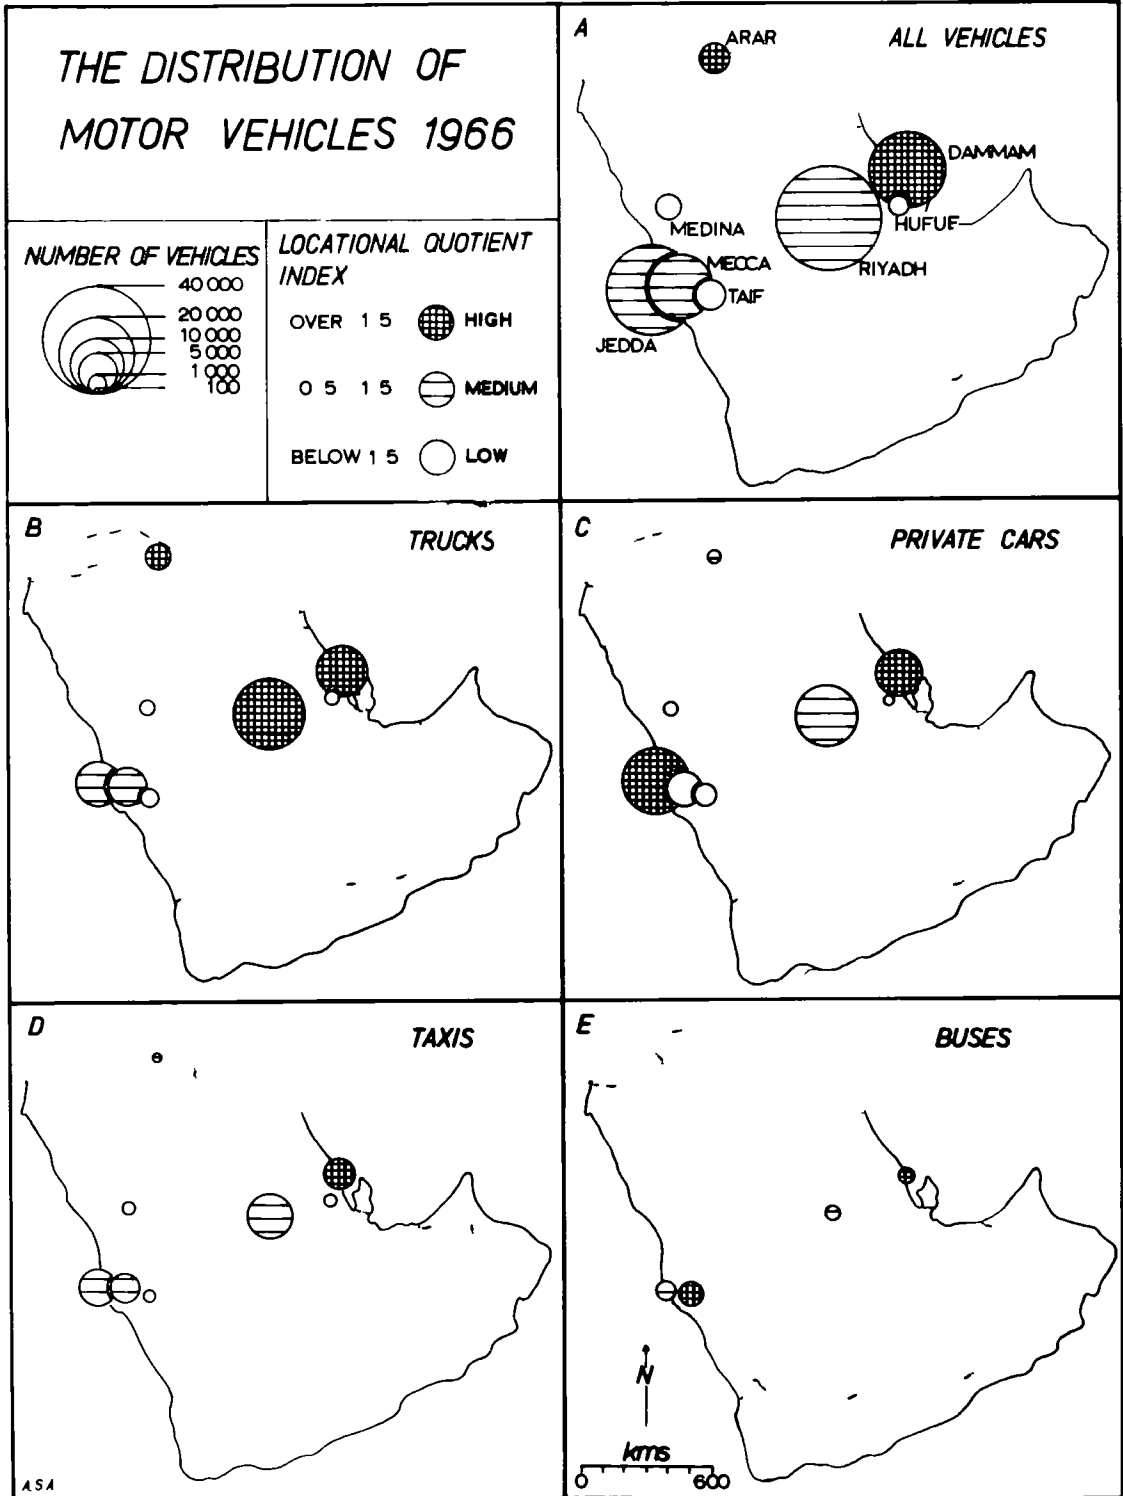 THE DISTRIBUTION OF
MOTOR VEHICLES 1966
NUMBER OF VEHICLES
40 000
20 000
10 000
5 000
1 000
100
LOCATIONAL QUOTIENT
INDEX
OVER 1 5 HIGH
0 5 1 5 MEDIUM
BELOW 1 5 LOW
A
ALL VEHICLES
ARAR
DAMMAM
HUFUF
MEDINA
RIYADH
MECCA
TAIF
JEDDA
B
TRUCKS
C
PRIVATE CARS
D
TAXIS
A.S.A
E
BUSES
N
kms
0 600